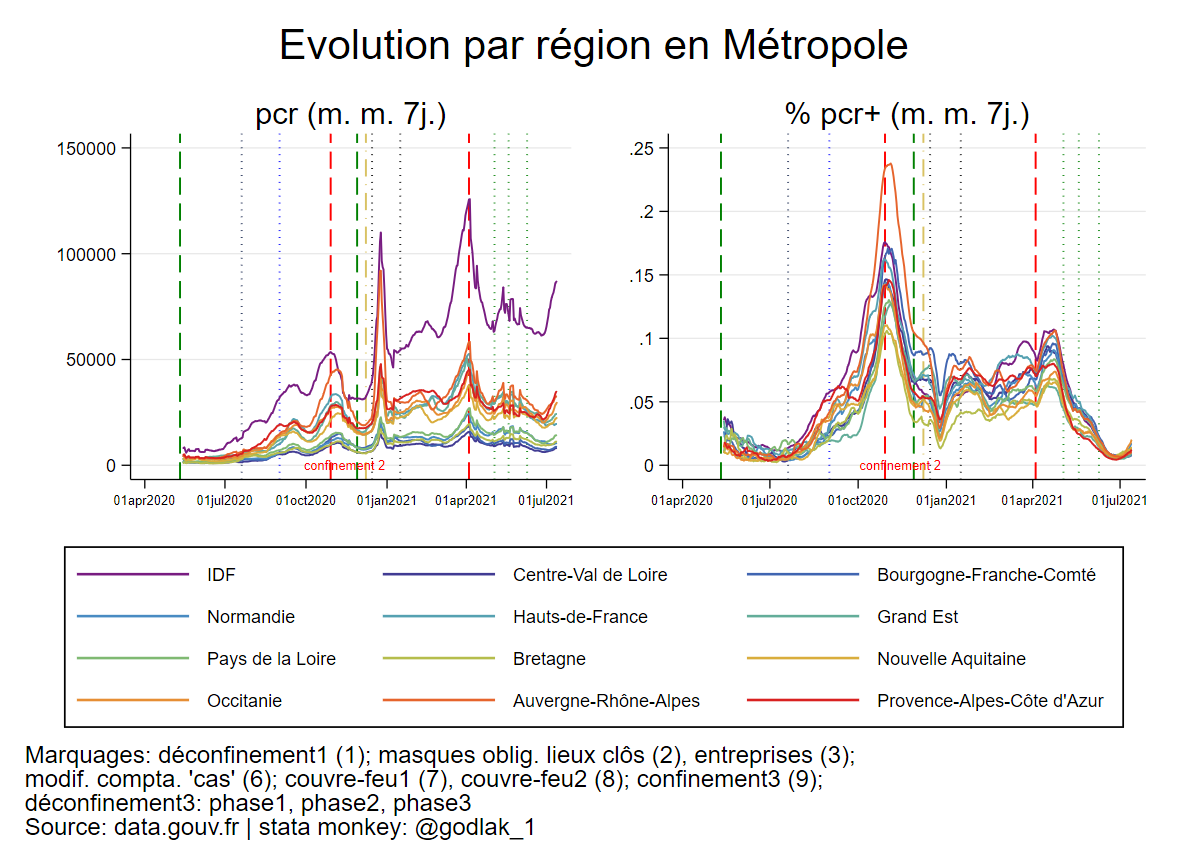 Evolution par région en Métropole
pcr (m. m. 7j.)
150000
100000
50000
0
confinement 2
01apr2020 01jul2020 01oct2020 01jan2021 01apr2021 01jul2021
% pcr+ (m. m. 7j.)
.25
.2
.15
.1
.05
0
confinement 2
01apr2020 01jul2020 01oct2020 01jan2021 01apr2021 01jul2021
IDF Centre-Val de Loire Bourgogne-Franche-Comté
Normandie Hauts-de-France Grand Est
Pays de la Loire Bretagne Nouvelle Aquitaine
Occitanie Auvergne-Rhône-Alpes Provence-Alpes-Côte d'Azur
Marquages: déconfinement1 (1); masques oblig. lieux clôs (2), entreprises (3);
modif. compta. 'cas' (6); couvre-feu1 (7), couvre-feu2 (8); confinement3 (9);
déconfinement3: phase1, phase2, phase3
Source: data.gouv.fr | stata monkey: @godlak_1